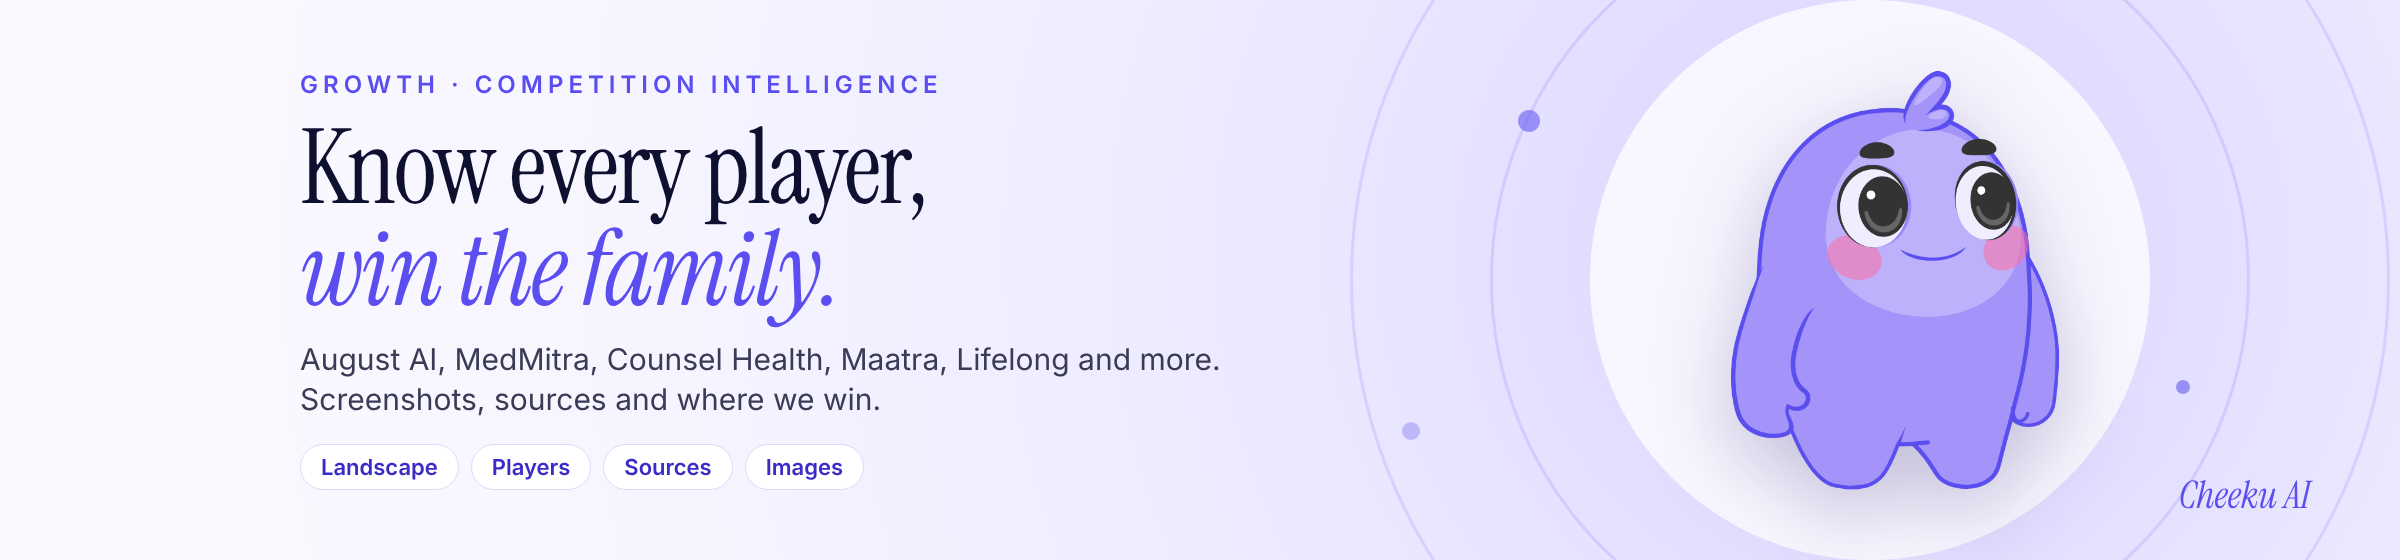 GROWTH · COMPETITION INTELLIGENCE
Know every player,
win the family.
August AI, MedMitra, Counsel Health, Maatra, Lifelong and more.
Screenshots, sources and where we win.
Landscape Players Sources Images
Cheeku AI